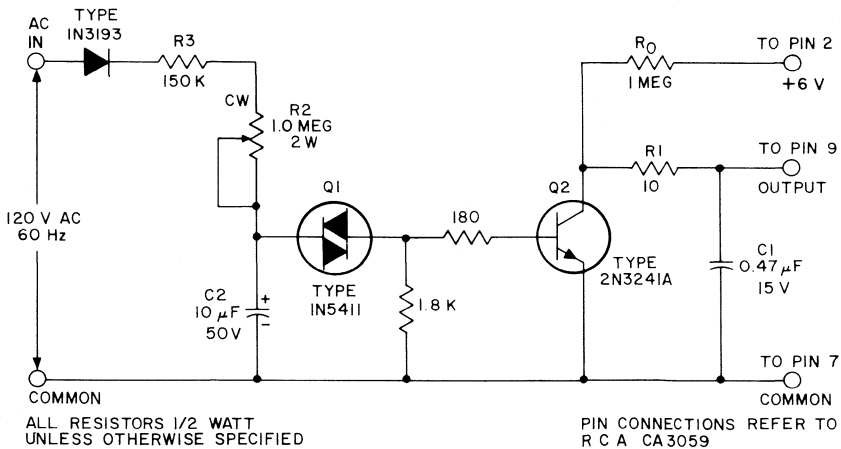 AC
IN
TYPE
1N3193
R3
150 K
CW
R2
1.0 MEG
2 W
120 V AC
60 Hz
C2
10 µF
50V
+
−
Q1
TYPE
1N5411
180
1.8 K
Q2
TYPE
2N3241A
RO
1 MEG
TO PIN 2
+6 V
R1
10
TO PIN 9
OUTPUT
C1
0.47 µF
15 V
TO PIN 7
COMMON
COMMON
ALL RESISTORS 1/2 WATT
UNLESS OTHERWISE SPECIFIED
PIN CONNECTIONS REFER TO
R C A CA3059